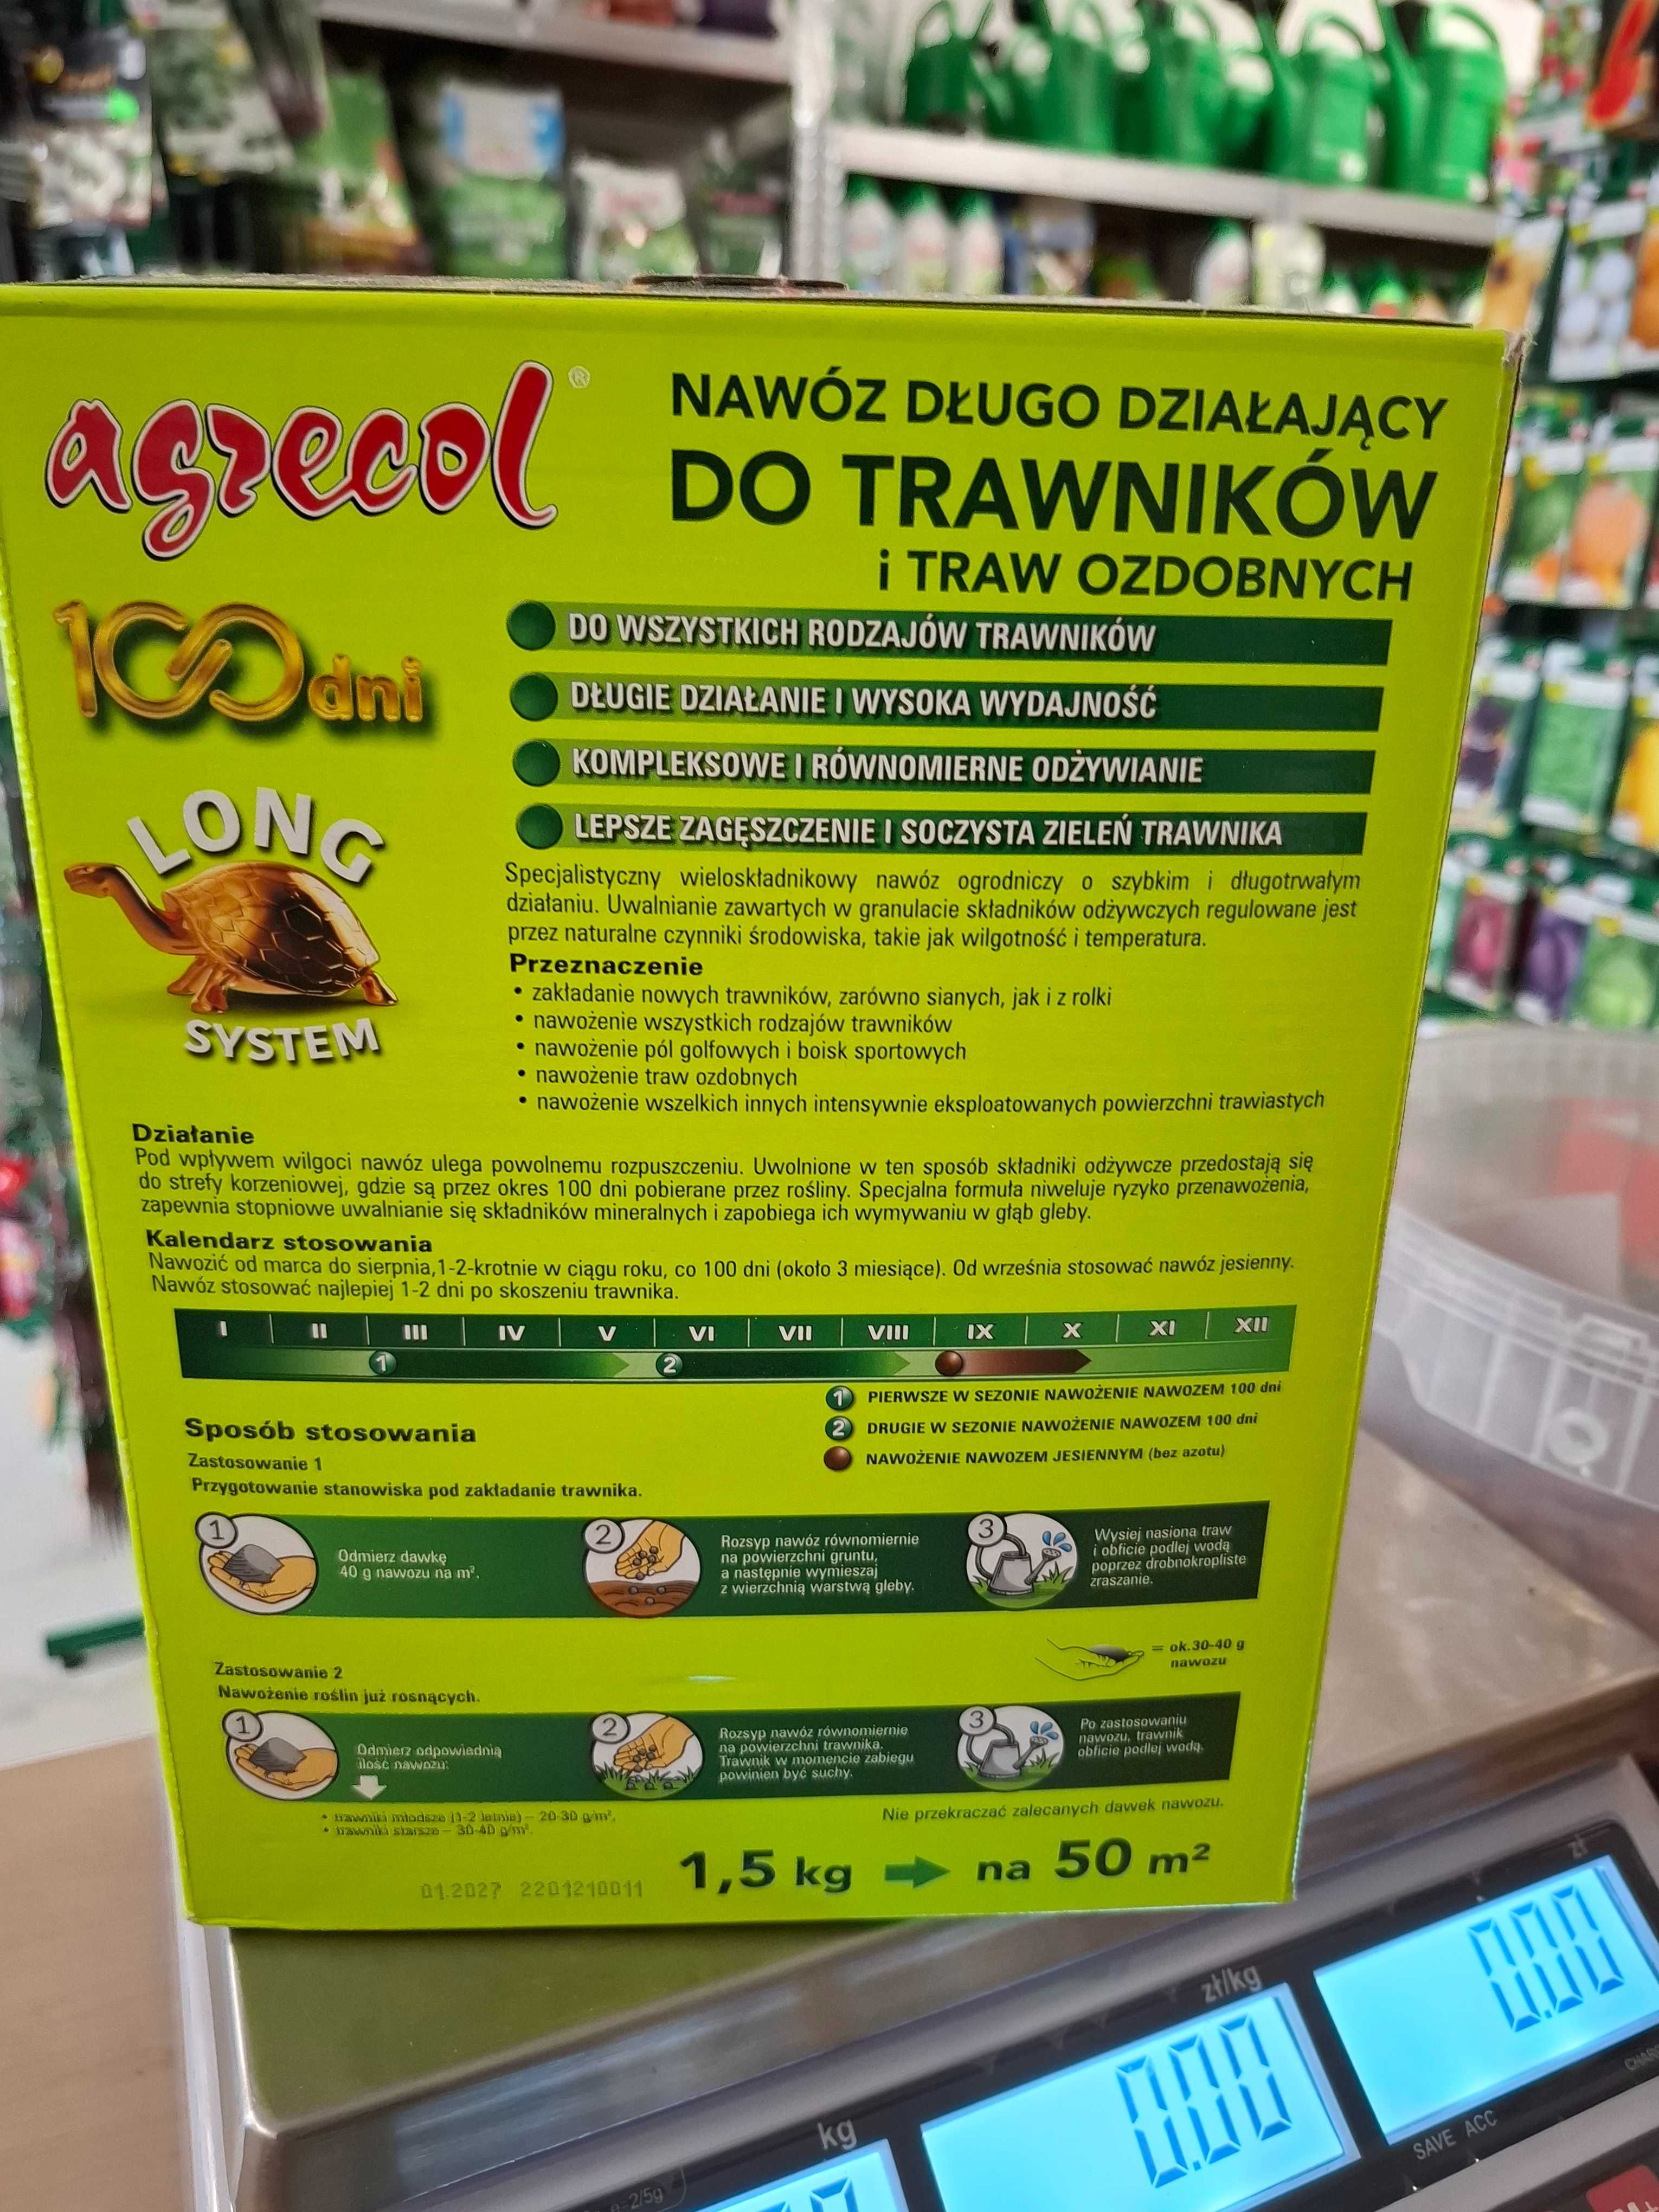 agrecol®
NAWÓZ DŁUGO DZIAŁAJĄCY
DO TRAWNIKÓW
i TRAW OZDOBNYCH
100 dni
LONG
SYSTEM
DO WSZYSTKICH RODZAJÓW TRAWNIKÓW
DŁUGIE DZIAŁANIE I WYSOKA WYDAJNOŚĆ
KOMPLEKSOWE I RÓWNOMIERNE ODŻYWIANIE
LEPSZE ZAGĘSZCZENIE I SOCZYSTA ZIELEŃ TRAWNIKA
Specjalistyczny wieloskładnikowy nawóz ogrodniczy o szybkim i długotrwałym
działaniu. Uwalnianie zawartych w granulacie składników odżywczych regulowane jest
przez naturalne czynniki środowiska, takie jak wilgotność i temperatura.
Przeznaczenie
• zakładanie nowych trawników, zarówno sianych, jak i z rolki
• nawożenie wszystkich rodzajów trawników
• nawożenie pól golfowych i boisk sportowych
• nawożenie traw ozdobnych
• nawożenie wszelkich innych intensywnie eksploatowanych powierzchni trawiastych
Działanie
Pod wpływem wilgoci nawóz ulega powolnemu rozpuszczeniu. Uwolnione w ten sposób składniki odżywcze przedostają się
do strefy korzeniowej, gdzie są przez okres 100 dni pobierane przez rośliny. Specjalna formuła niweluje ryzyko przenawożenia,
zapewnia stopniowe uwalnianie się składników mineralnych i zapobiega ich wymywaniu w głąb gleby.
Kalendarz stosowania
Nawozić od marca do sierpnia,1-2-krotnie w ciągu roku, co 100 dni (około 3 miesiące). Od września stosować nawóz jesienny.
Nawóz stosować najlepiej 1-2 dni po skoszeniu trawnika.
I II III IV V VI VII VIII IX X XI XII
1 2
1 PIERWSZE W SEZONIE NAWOŻENIE NAWOZEM 100 dni
2 DRUGIE W SEZONIE NAWOŻENIE NAWOZEM 100 dni
NAWOŻENIE NAWOZEM JESIENNYM (bez azotu)
Sposób stosowania
Zastosowanie 1
Przygotowanie stanowiska pod zakładanie trawnika.
1
Odmierz dawkę
40 g nawozu na m².
2
Rozsyp nawóz równomiernie
na powierzchni gruntu,
a następnie wymieszaj
z wierzchnią warstwą gleby.
3
Wysiej nasiona traw
i obficie podlej wodą
poprzez drobnokropliste
zraszanie.
= ok.30-40 g
nawozu
Zastosowanie 2
Nawożenie roślin już rosnących.
1
Odmierz odpowiednią
ilość nawozu:
2
Rozsyp nawóz równomiernie
na powierzchni trawnika.
Trawnik w momencie zabiegu
powinien być suchy.
3
Po zastosowaniu
nawozu, trawnik
obficie podlej wodą.
• trawniki młodsze (1-2 letnie) – 20-30 g/m²,
• trawniki starsze – 30-40 g/m².
Nie przekraczać zalecanych dawek nawozu.
1,5 kg na 50 m²
01.2027 2201210011
zł
0.00
zł/kg
0.00
SAVE ACC
kg
e=2/5g